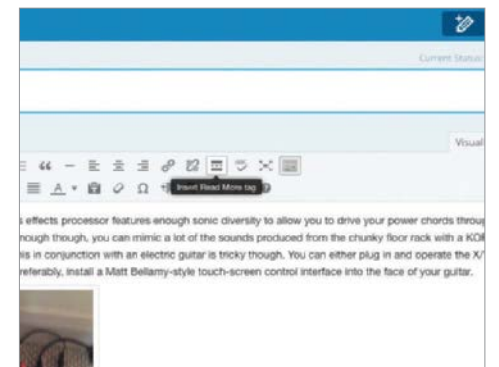 Current Status:
Visual
Insert Read More tag
s effects processor features enough sonic diversity to allow you to drive your power chords throu
nough though, you can mimic a lot of the sounds produced from the chunky floor rack with a KO
his in conjunction with an electric guitar is tricky though. You can either plug in and operate the X/
referably, install a Matt Bellamy-style touch-screen control interface into the face of your guitar.